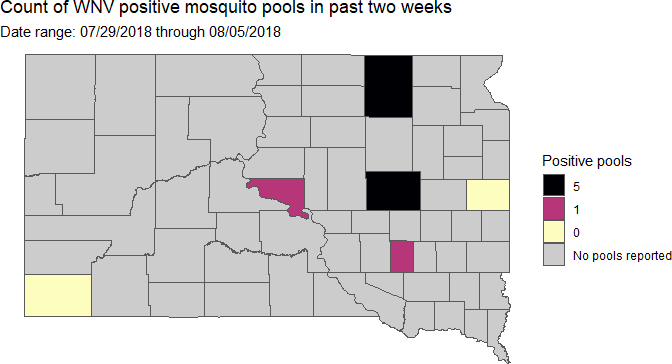 Count of WNV positive mosquito pools in past two weeks
Date range: 07/29/2018 through 08/05/2018
Positive pools
5
1
0
No pools reported